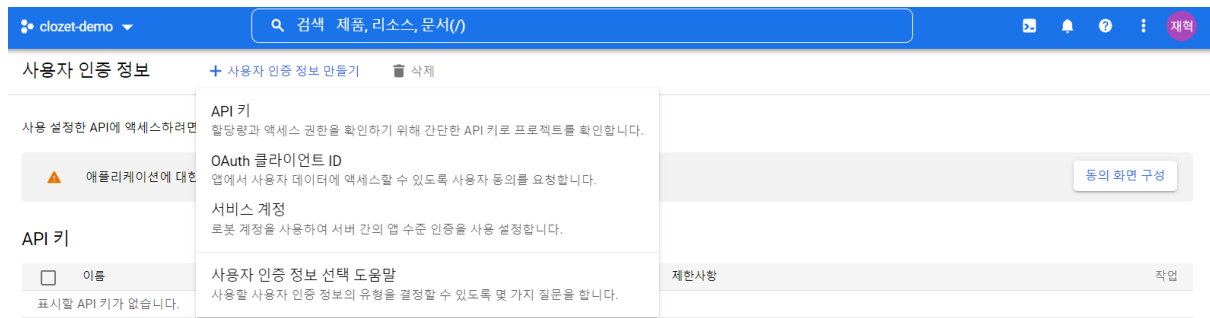 clozet-demo
검색 제품, 리소스, 문서(/)
재혁
사용자 인증 정보
+ 사용자 인증 정보 만들기
삭제
API 키
할당량과 액세스 권한을 확인하기 위해 간단한 API 키로 프로젝트를 확인합니다.
사용 설정한 API에 액세스하려면
OAuth 클라이언트 ID
앱에서 사용자 데이터에 액세스할 수 있도록 사용자 동의를 요청합니다.
애플리케이션에 대한
동의 화면 구성
서비스 계정
로봇 계정을 사용하여 서버 간의 앱 수준 인증을 사용 설정합니다.
API 키
사용자 인증 정보 선택 도움말
사용할 사용자 인증 정보의 유형을 결정할 수 있도록 몇 가지 질문을 합니다.
이름
제한사항
작업
표시할 API 키가 없습니다.